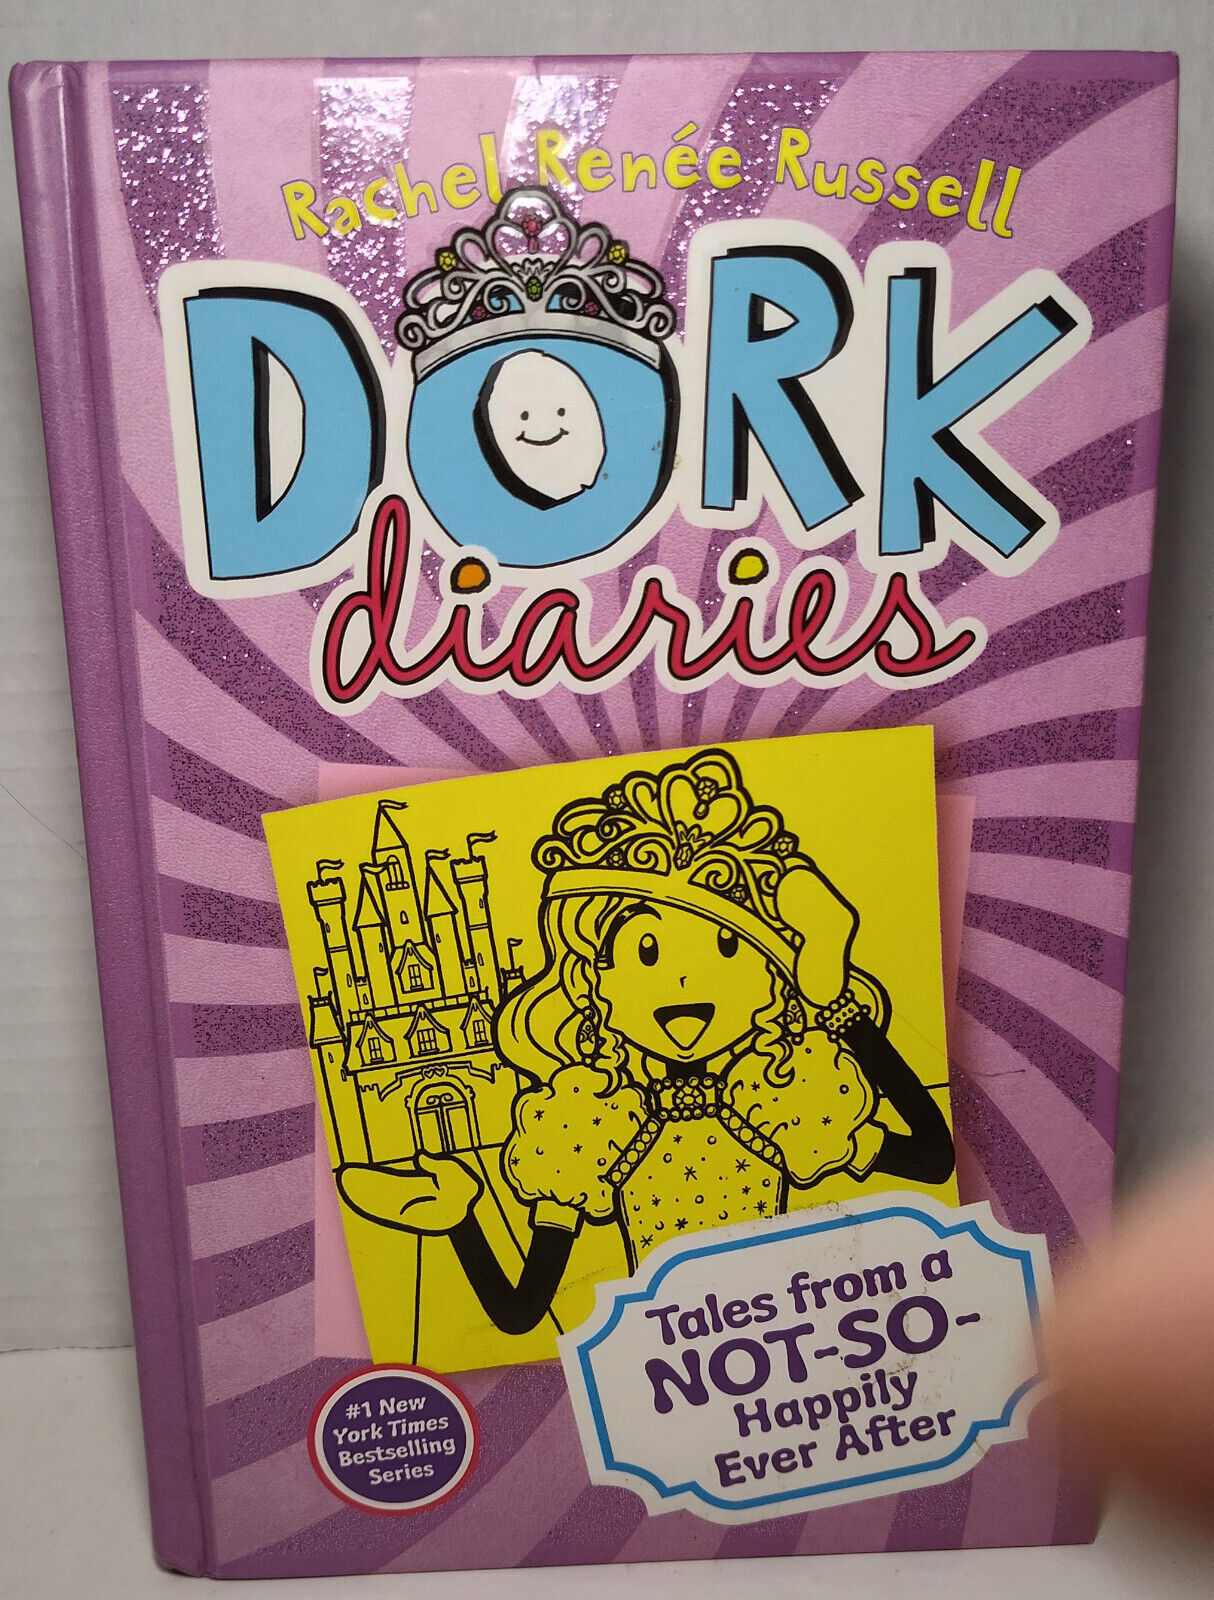 Rachel Renée Russell
DORK
diaries
Tales from a
NOT-SO-
Happily
Ever After
#1 New
York Times
Bestselling
Series